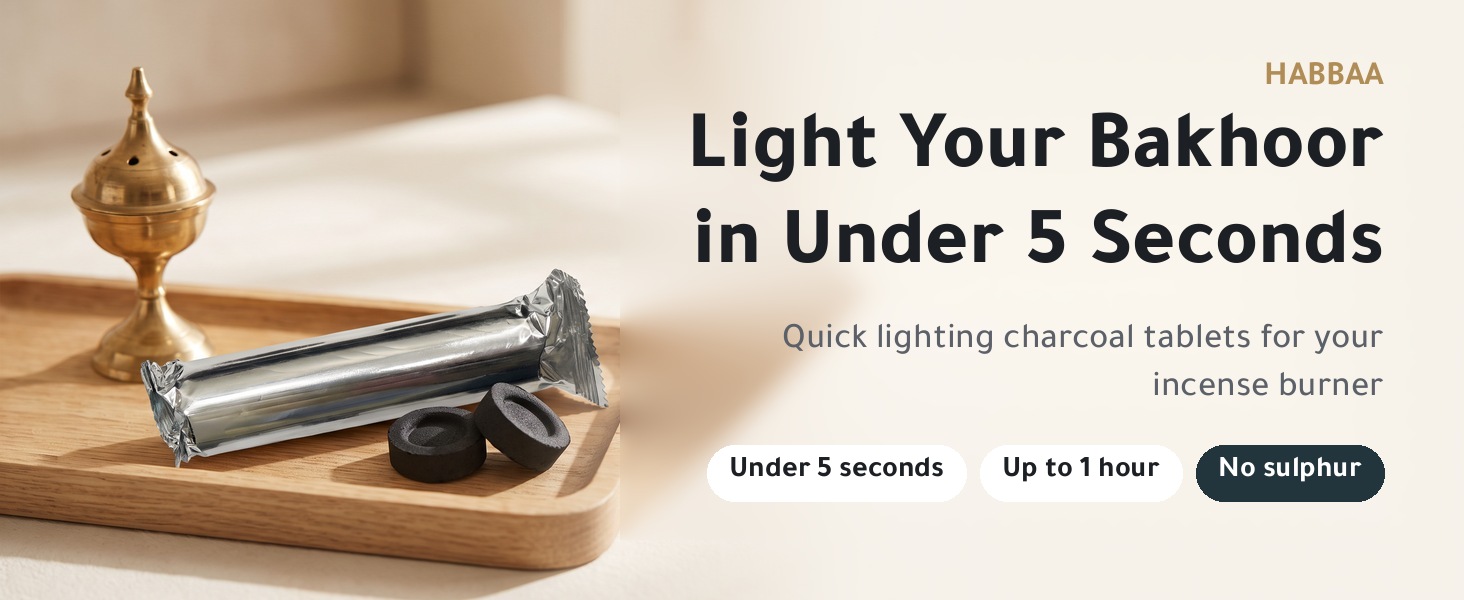 HABBAA
Light Your Bakhoor
in Under 5 Seconds
Quick lighting charcoal tablets for your
incense burner
Under 5 seconds
Up to 1 hour
No sulphur